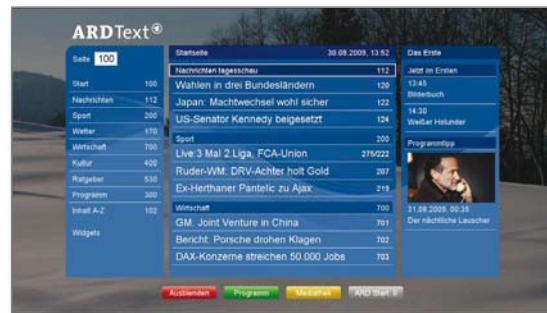 ARDText
Seite 100
Start 100
Nachrichten 112
Sport 200
Wetter 170
Wirtschaft 700
Kultur 400
Ratgeber 530
Programm 300
Inhalt A-Z 102
Widgets
Startseite 30.08.2009, 13:52
Nachrichten tagesschau 112
Wahlen in drei Bundesländern 120
Japan: Machtwechsel wohl sicher 122
US-Senator Kennedy beigesetzt 124
Sport 200
Live:3 Mal 2.Liga, FCA-Union 275/222
Ruder-WM: DRV-Achter holt Gold 207
Ex-Herthaner Pantelic zu Ajax 219
Wirtschaft 700
GM: Joint Venture in China 701
Bericht: Porsche drohen Klagen 702
DAX-Konzerne streichen 50.000 Jobs 703
Das Erste
Jetzt im Ersten
13:45
Bilderbuch
14:30
Weißer Holunder
Programmtipp
31.08.2009, 00:35
Der nächtliche Lauscher
Ausblenden Programm Mediathek ARD Start: 0